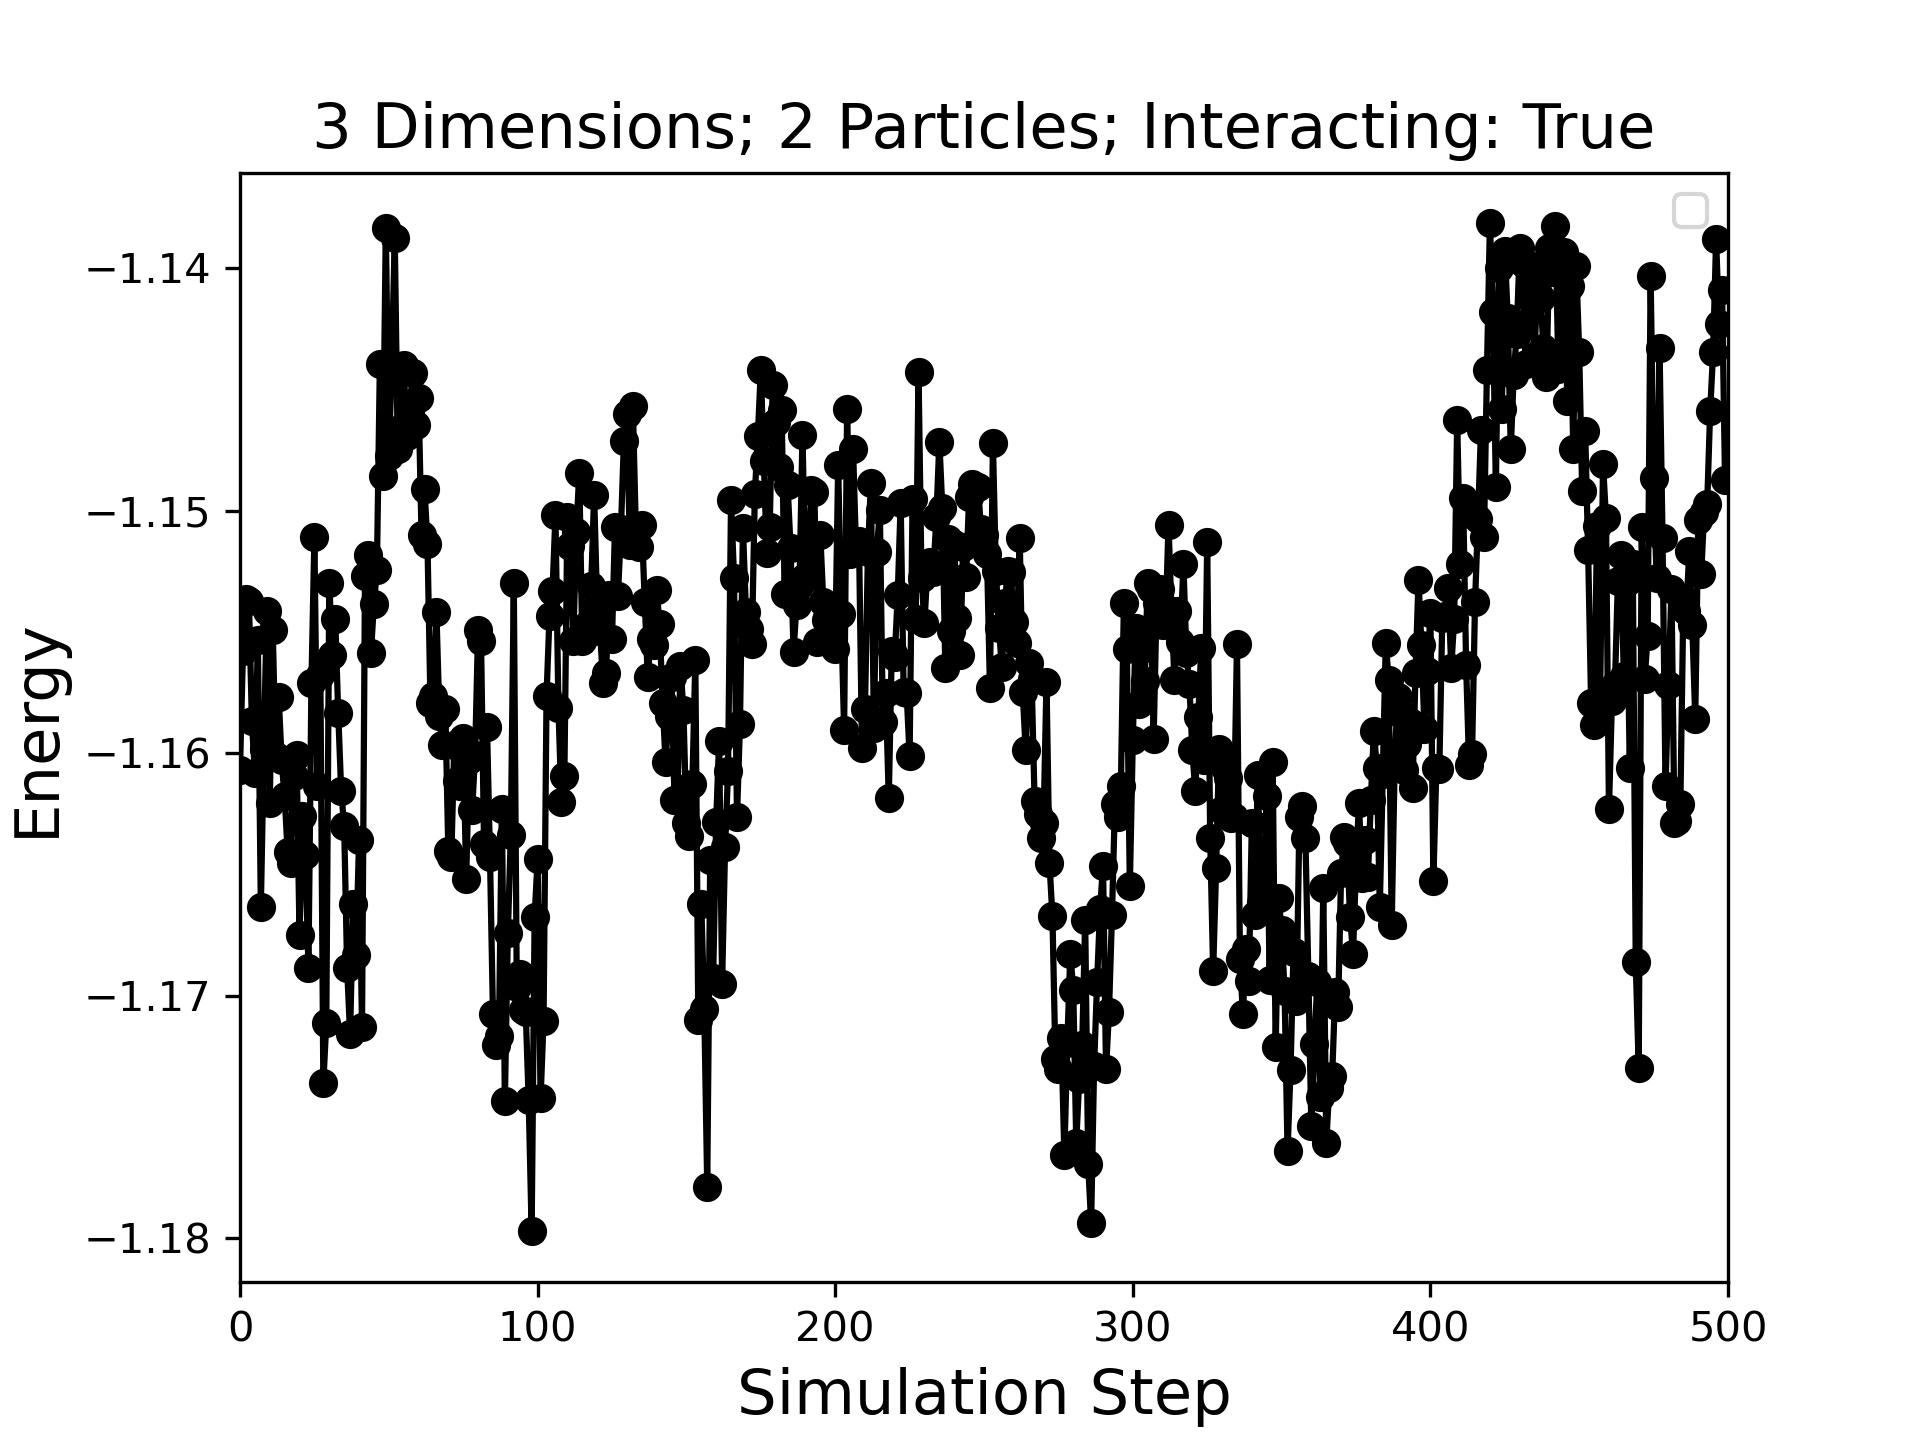 3 Dimensions; 2 Particles; Interacting: True
−1.14
−1.15
−1.16
−1.17
−1.18
Energy
0 100 200 300 400 500
Simulation Step